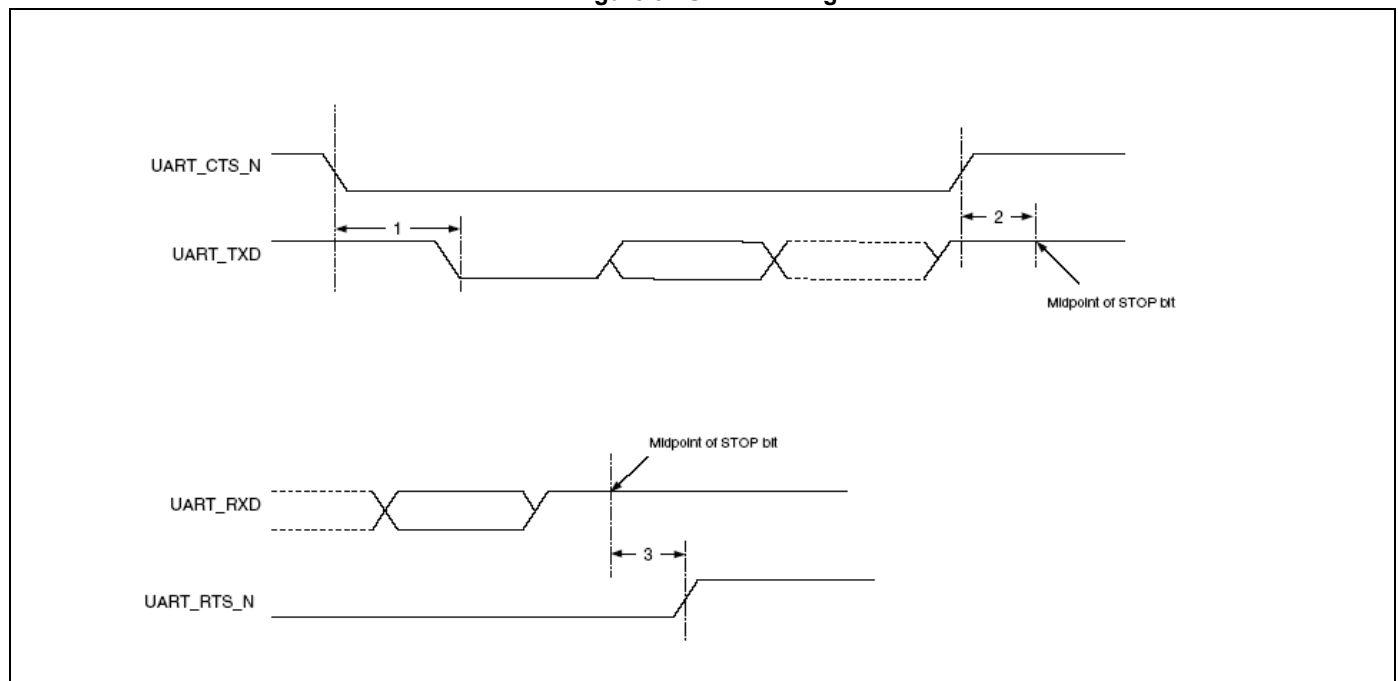 UART_CTS_N
1
2
UART_TXD
Midpoint of STOP bit
Midpoint of STOP bit
UART_RXD
3
UART_RTS_N